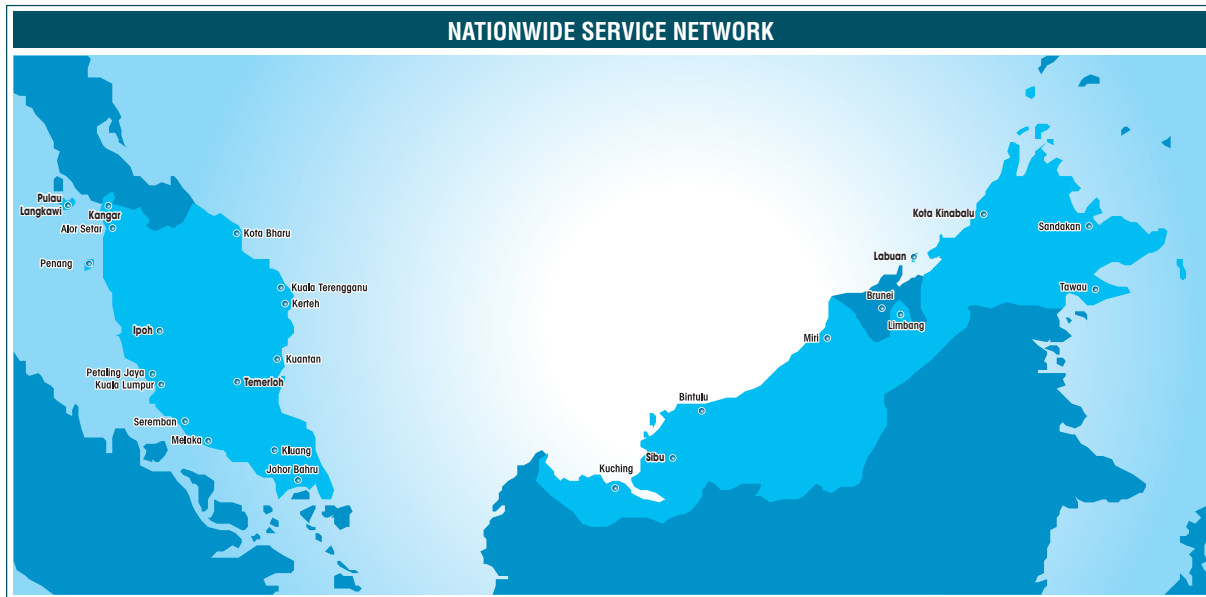 NATIONWIDE SERVICE NETWORK
Pulau
Langkawi
Kangar
Alor Setar
Kota Bharu
Penang
Kuala Terengganu
Kerteh
Ipoh
Kuantan
Petaling Jaya
Kuala Lumpur
Temerloh
Seremban
Melaka
Kluang
Johor Bahru
Kota Kinabalu
Sandakan
Labuan
Tawau
Brunei
Limbang
Miri
Bintulu
Sibu
Kuching